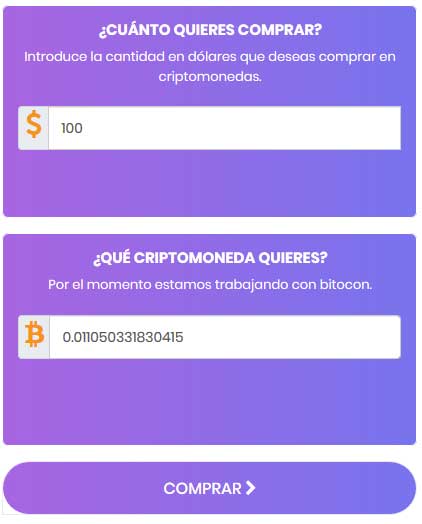 ¿CUÁNTO QUIERES COMPRAR?
Introduce la cantidad en dólares que deseas comprar en
criptomonedas.
$ 100
¿QUÉ CRIPTOMONEDA QUIERES?
Por el momento estamos trabajando con bitocon.
₿ 0.011050331830415
COMPRAR